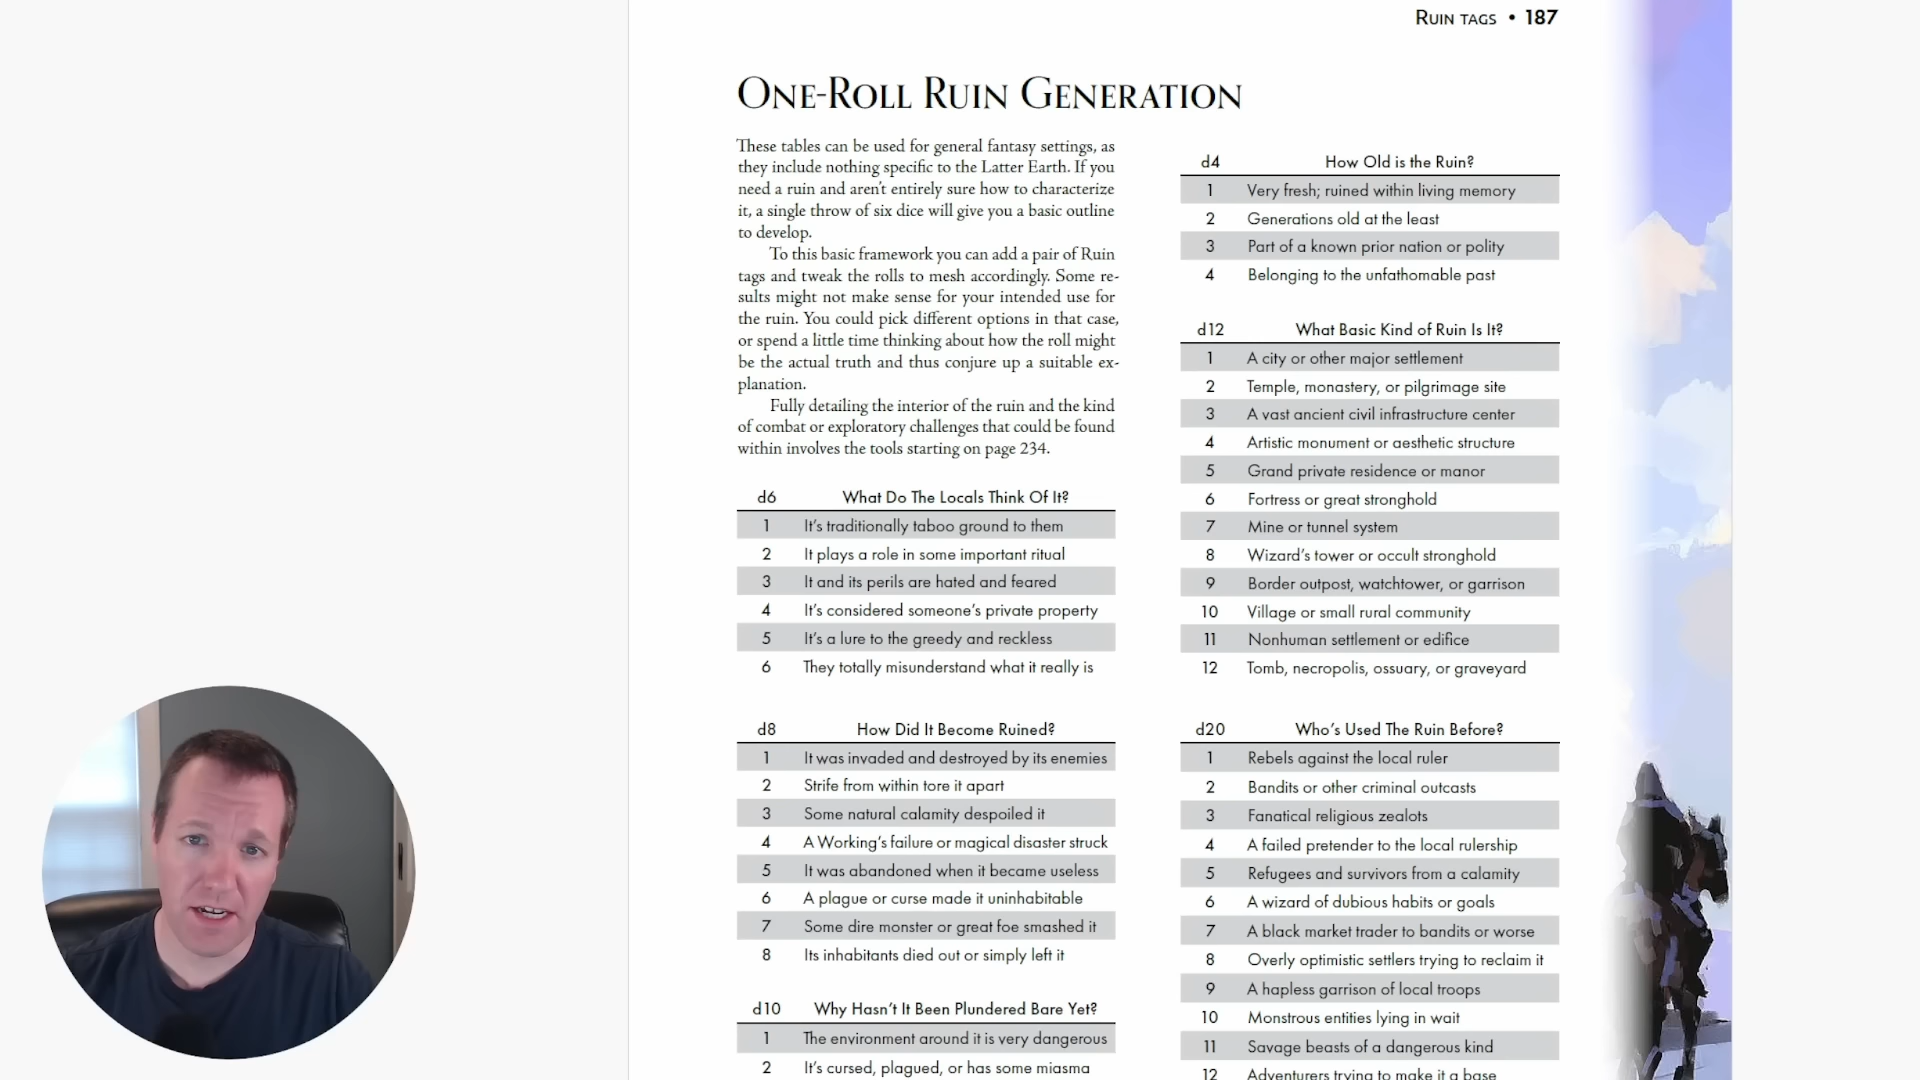 RUIN TAGS • 187
ONE-ROLL RUIN GENERATION
These tables can be used for general fantasy settings, as
they include nothing specific to the Latter Earth. If you
need a ruin and aren't entirely sure how to characterize
it, a single throw of six dice will give you a basic outline
to develop.
To this basic framework you can add a pair of Ruin
tags and tweak the rolls to mesh accordingly. Some re-
sults might not make sense for your intended use for
the ruin. You could pick different options in that case,
or spend a little time thinking about how the roll might
be the actual truth and thus conjure up a suitable ex-
planation.
Fully detailing the interior of the ruin and the kind
of combat or exploratory challenges that could be found
within involves the tools starting on page 234.
d6 What Do The Locals Think Of It?
1 It's traditionally taboo ground to them
2 It plays a role in some important ritual
3 It and its perils are hated and feared
4 It's considered someone's private property
5 It's a lure to the greedy and reckless
6 They totally misunderstand what it really is
d8 How Did It Become Ruined?
1 It was invaded and destroyed by its enemies
2 Strife from within tore it apart
3 Some natural calamity despoiled it
4 A Working's failure or magical disaster struck
5 It was abandoned when it became useless
6 A plague or curse made it uninhabitable
7 Some dire monster or great foe smashed it
8 Its inhabitants died out or simply left it
d10 Why Hasn't It Been Plundered Bare Yet?
1 The environment around it is very dangerous
2 It's cursed, plagued, or has some miasma
d4 How Old is the Ruin?
1 Very fresh; ruined within living memory
2 Generations old at the least
3 Part of a known prior nation or polity
4 Belonging to the unfathomable past
d12 What Basic Kind of Ruin Is It?
1 A city or other major settlement
2 Temple, monastery, or pilgrimage site
3 A vast ancient civil infrastructure center
4 Artistic monument or aesthetic structure
5 Grand private residence or manor
6 Fortress or great stronghold
7 Mine or tunnel system
8 Wizard's tower or occult stronghold
9 Border outpost, watchtower, or garrison
10 Village or small rural community
11 Nonhuman settlement or edifice
12 Tomb, necropolis, ossuary, or graveyard
d20 Who's Used The Ruin Before?
1 Rebels against the local ruler
2 Bandits or other criminal outcasts
3 Fanatical religious zealots
4 A failed pretender to the local rulership
5 Refugees and survivors from a calamity
6 A wizard of dubious habits or goals
7 A black market trader to bandits or worse
8 Overly optimistic settlers trying to reclaim it
9 A hapless garrison of local troops
10 Monstrous entities lying in wait
11 Savage beasts of a dangerous kind
12 Adventurers trying to make it a base